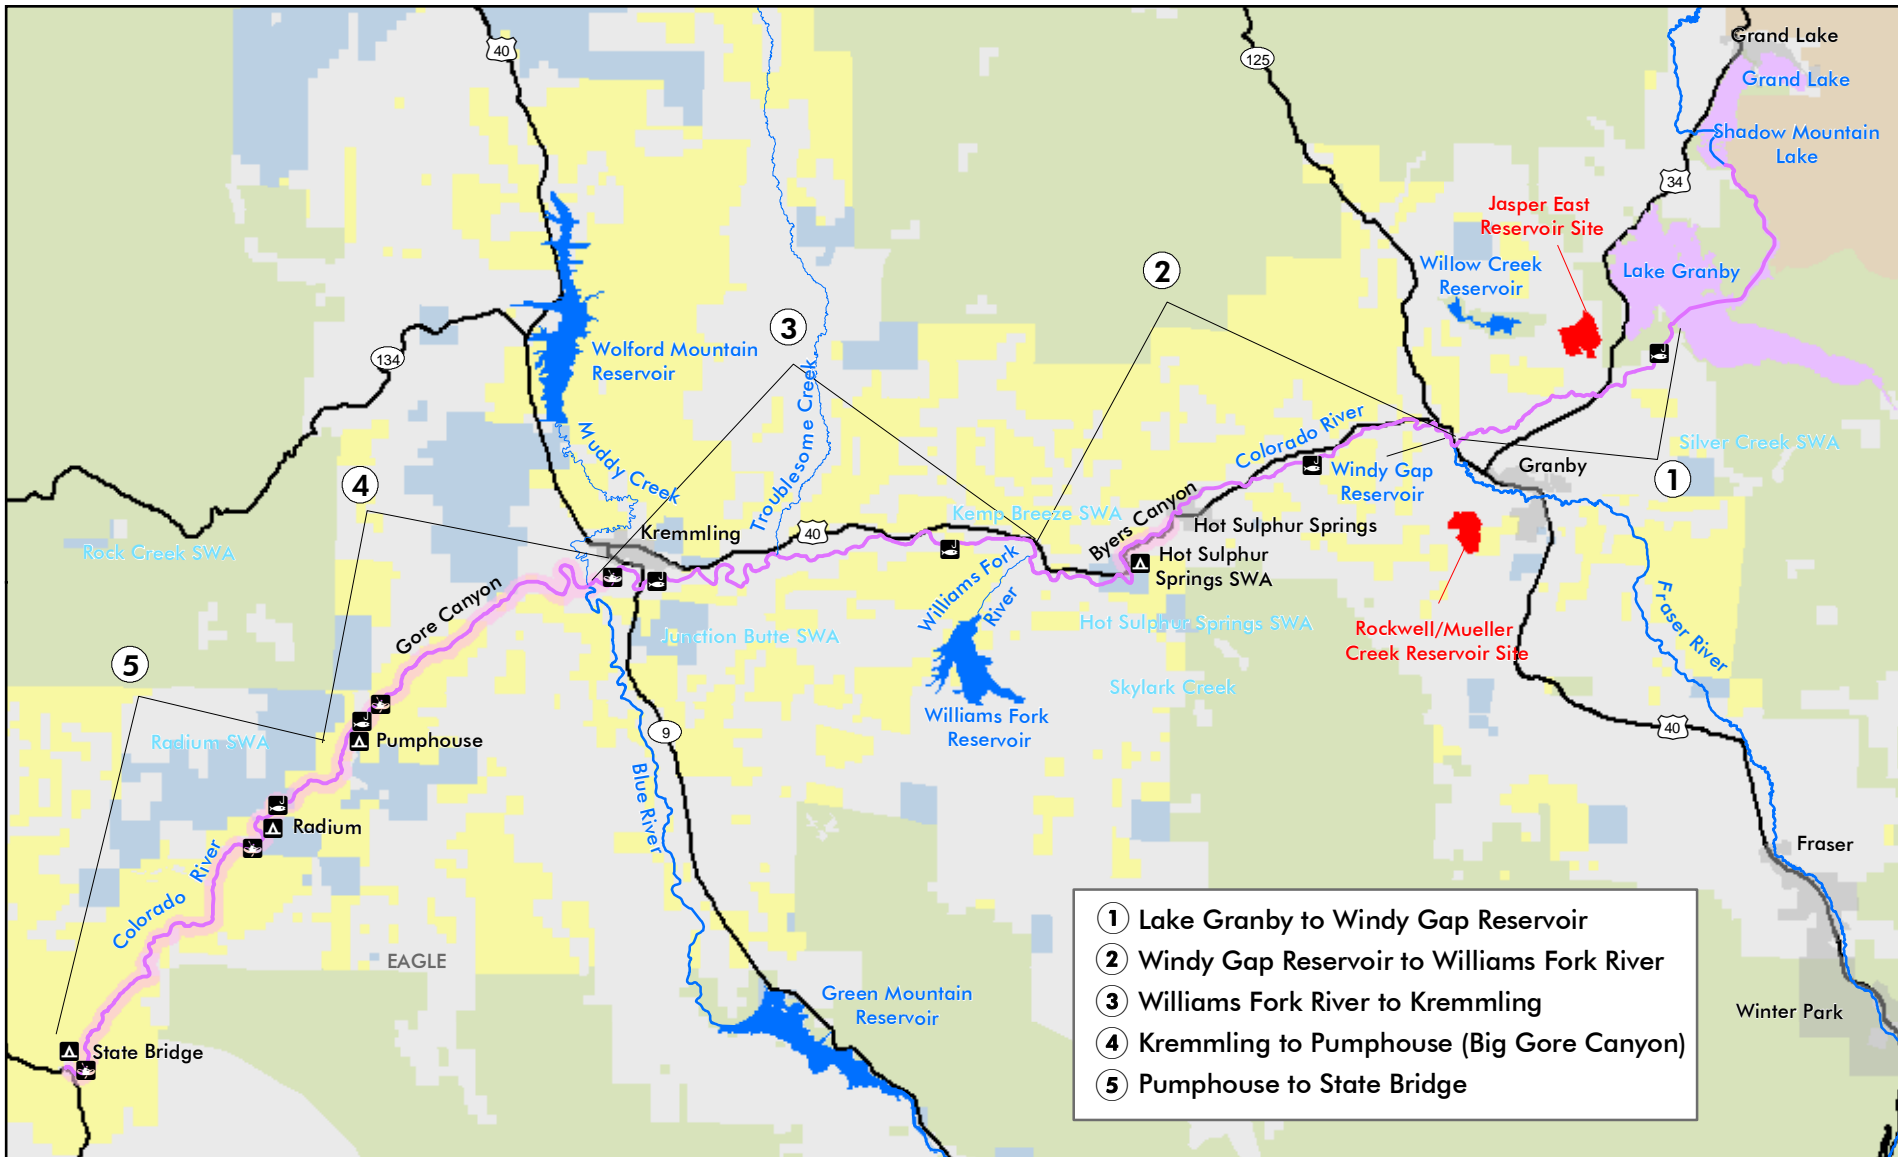 40
125
Grand Lake
Grand Lake
Shadow Mountain
Lake
34
Jasper East
Reservoir Site
Willow Creek
Reservoir
Lake Granby
2
3
134
Wolford Mountain
Reservoir
Troublesome Creek
Muddy Creek
Colorado River
Windy Gap
Reservoir
Silver Creek SWA
Granby
1
4
Rock Creek SWA
Kremmling
40
Kemp Breeze SWA
Byers Canyon
Hot Sulphur Springs
Hot Sulphur
Springs SWA
Williams Fork
River
Gore Canyon
Junction Butte SWA
Hot Sulphur Springs SWA
Rockwell/Mueller
Creek Reservoir Site
Fraser River
5
Skylark Creek
Radium SWA
Pumphouse
9
Williams Fork
Reservoir
40
Blue River
Radium
Fraser
Colorado River
EAGLE
Green Mountain
Reservoir
Winter Park
State Bridge
1 Lake Granby to Windy Gap Reservoir
2 Windy Gap Reservoir to Williams Fork River
3 Williams Fork River to Kremmling
4 Kremmling to Pumphouse (Big Gore Canyon)
5 Pumphouse to State Bridge